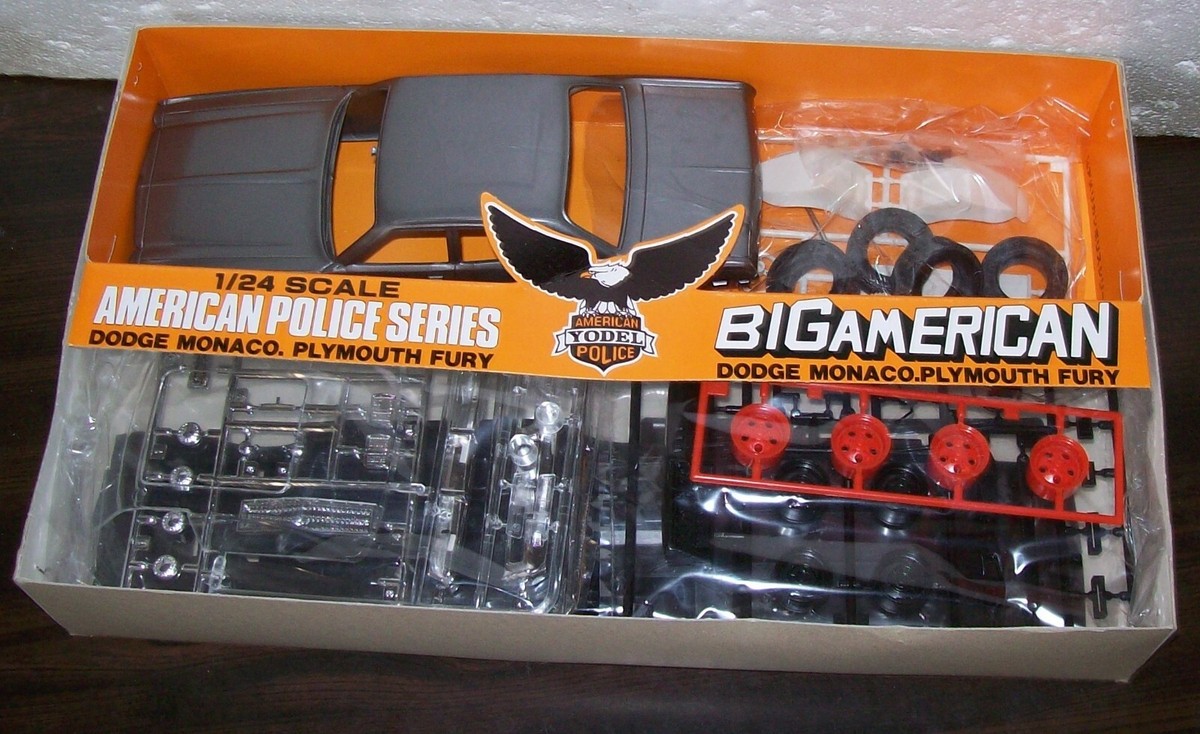 1/24 SCALE
AMERICAN POLICE SERIES
DODGE MONACO. PLYMOUTH FURY
AMERICAN
YODEL
POLICE
BIGAMERICAN
DODGE MONACO.PLYMOUTH FURY